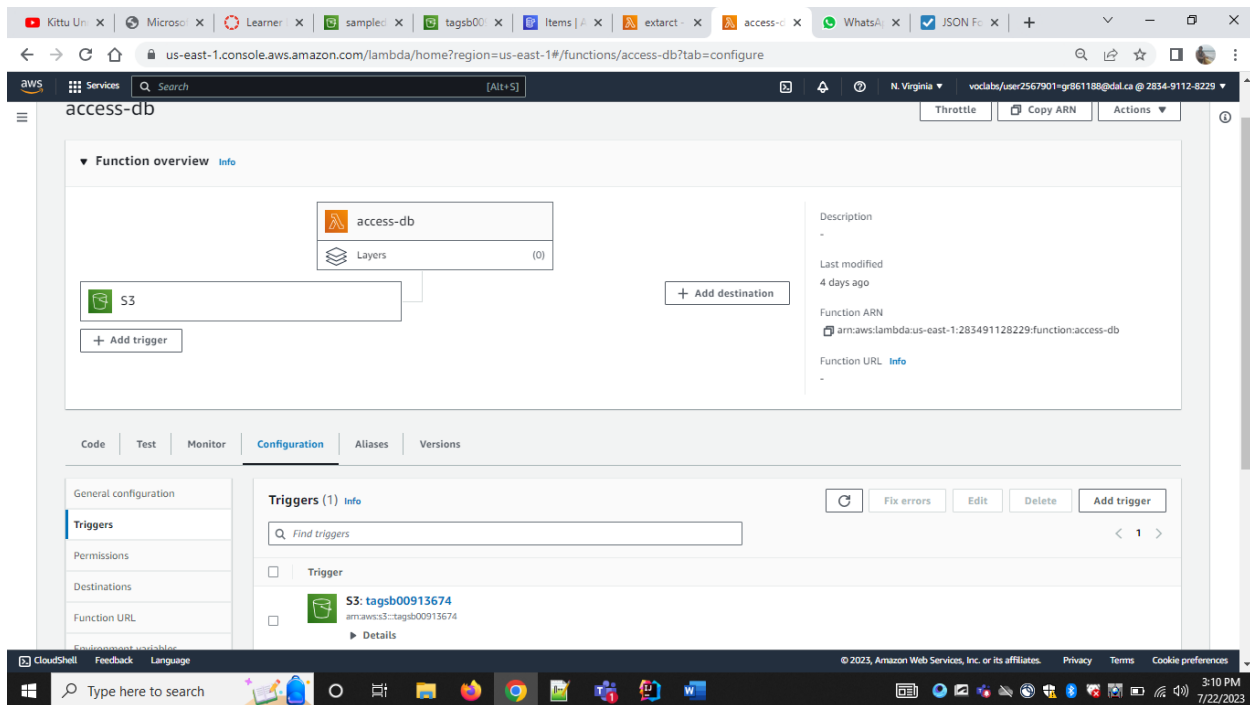 Kittu Un
Microsof
Learner
sampled
tagsb00
Items | A
extarct -
access-d
WhatsA
JSON Fo
us-east-1.console.aws.amazon.com/lambda/home?region=us-east-1#/functions/access-db?tab=configure
aws
Services
Search
[Alt+S]
N. Virginia ▼
voclabs/user2567901=gr861188@dal.ca @ 2834-9112-8229 ▼
access-db
Throttle
Copy ARN
Actions ▼
▼ Function overview Info
access-db
Layers (0)
S3
+ Add trigger
+ Add destination
Description
-
Last modified
4 days ago
Function ARN
arn:aws:lambda:us-east-1:283491128229:function:access-db
Function URL Info
-
Code
Test
Monitor
Configuration
Aliases
Versions
General configuration
Triggers
Permissions
Destinations
Function URL
Environment variables
Triggers (1) Info
Fix errors
Edit
Delete
Add trigger
Find triggers
< 1 >
Trigger
S3: tagsb00913674
arn:aws:s3:::tagsb00913674
▶ Details
CloudShell
Feedback
Language
© 2023, Amazon Web Services, Inc. or its affiliates.
Privacy
Terms
Cookie preferences
Type here to search
3:10 PM
7/22/2023